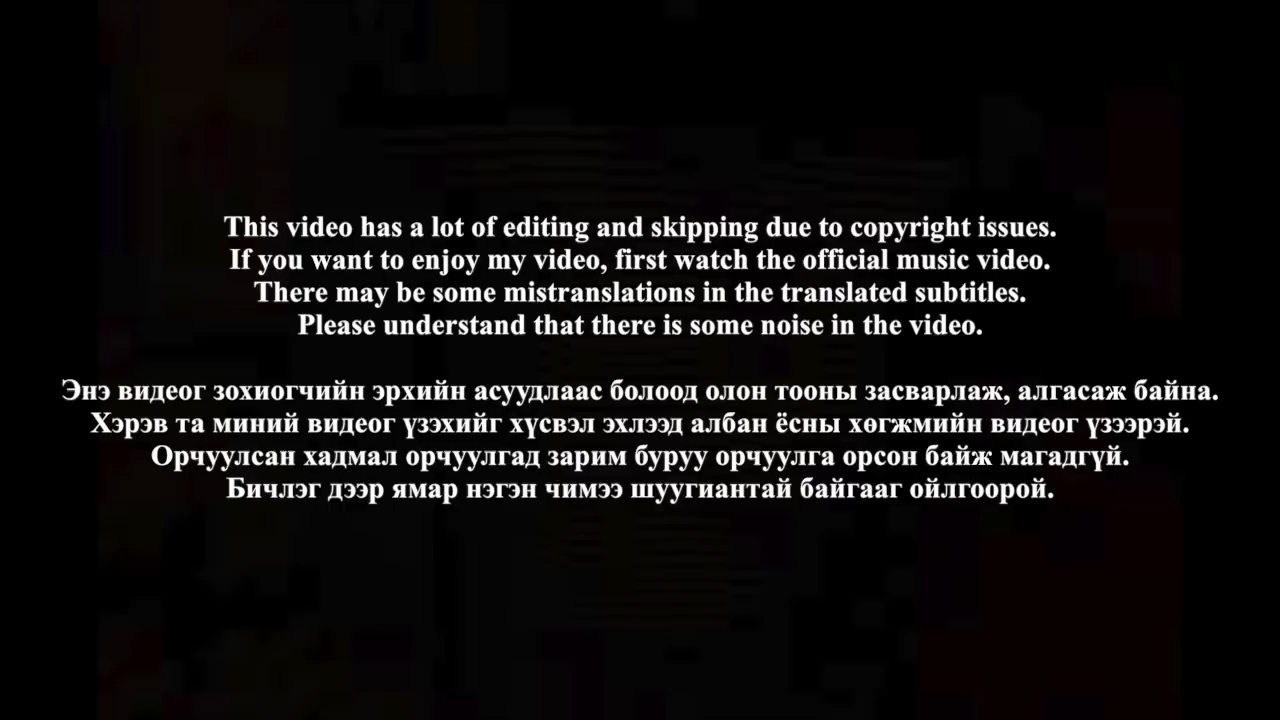 This video has a lot of editing and skipping due to copyright issues.
If you want to enjoy my video, first watch the official music video.
There may be some mistranslations in the translated subtitles.
Please understand that there is some noise in the video.
Энэ видеог зохиогчийн эрхийн асуудлаас болоод олон тооны засварлаж, алгасаж байна.
Хэрэв та миний видеог үзэхийг хүсвэл эхлээд албан ёсны хөгжмийн видеог үзээрэй.
Орчуулсан хадмал орчуулгад зарим буруу орчуулга орсон байж магадгүй.
Бичлэг дээр ямар нэгэн чимээ шуугиантай байгааг ойлгоорой.